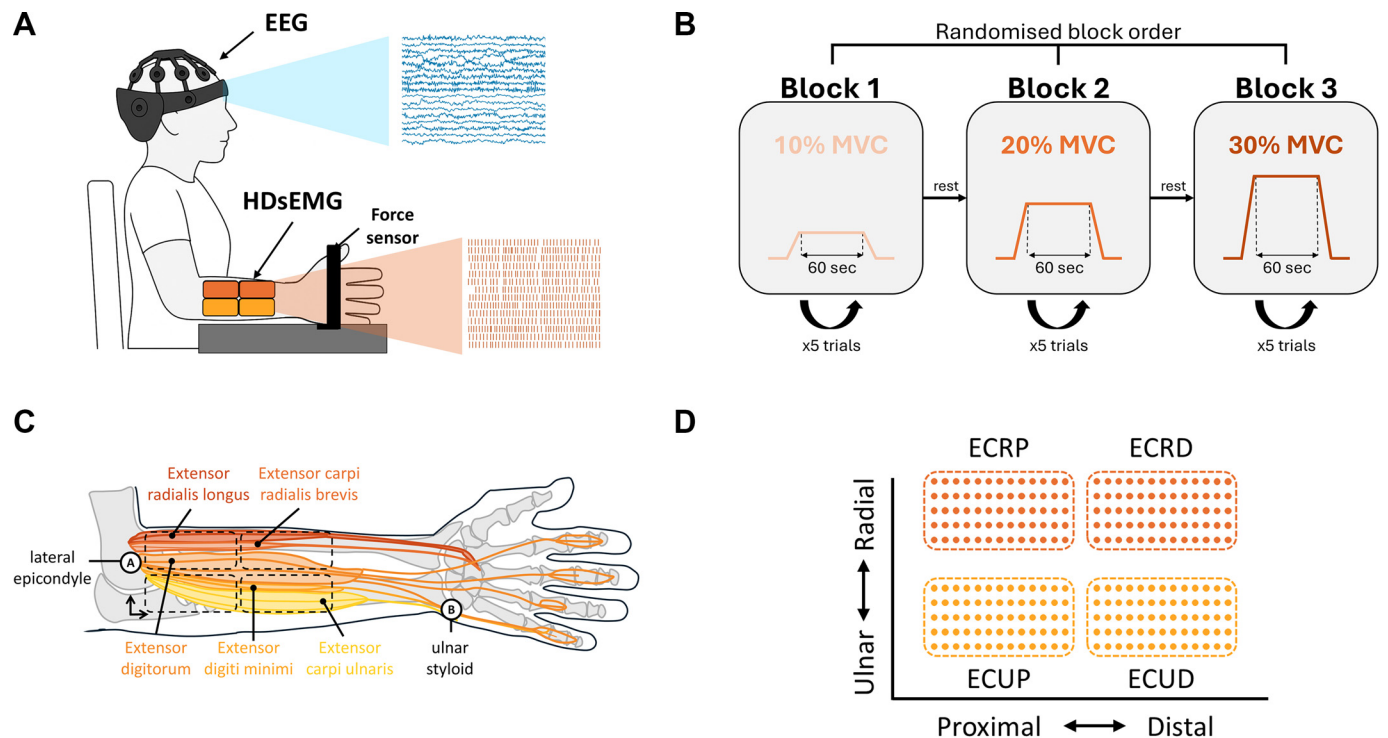 A
EEG
HDsEMG
Force
sensor
B
Randomised block order
Block 1
Block 2
Block 3
10% MVC
20% MVC
30% MVC
rest
rest
60 sec
60 sec
60 sec
x5 trials
x5 trials
x5 trials
C
Extensor
radialis longus
Extensor carpi
radialis brevis
lateral
epicondyle
A
B
Extensor
digitorum
Extensor
digiti minimi
Extensor
carpi ulnaris
ulnar
styloid
D
ECRP
ECRD
Ulnar
Radial
ECUP
ECUD
Proximal
Distal